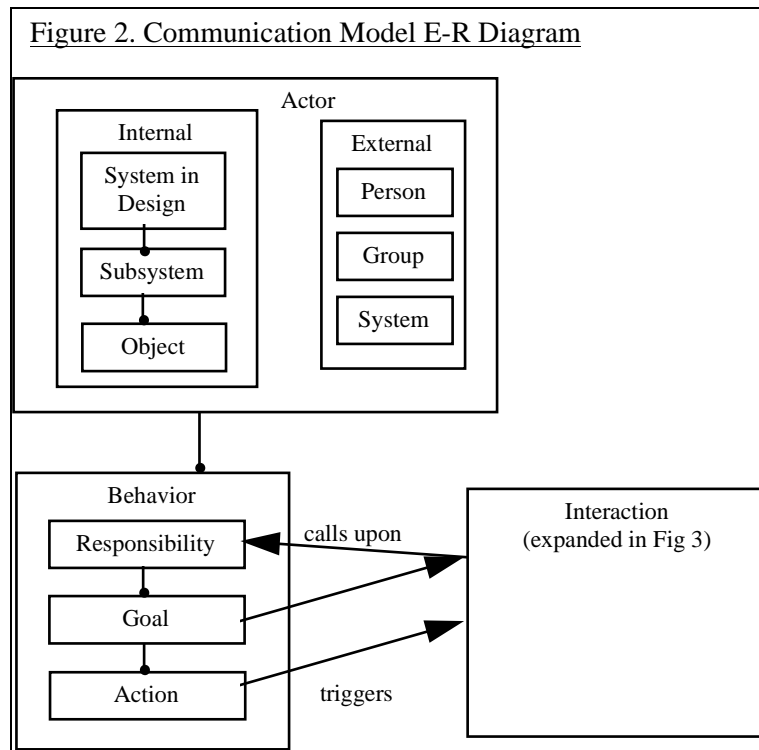 Figure 2. Communication Model E-R Diagram
Actor
Internal
System in
Design
Subsystem
Object
External
Person
Group
System
Behavior
Responsibility
Goal
Action
calls upon
triggers
Interaction
(expanded in Fig 3)